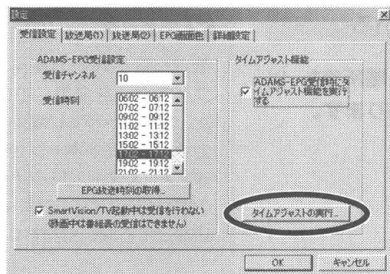 設定
受信設定 放送局(1) 放送局(2) EPG画面色 詳細設定
ADAMS-EPG受信設定
受信チャンネル 10
受信時刻
0602 - 0612
0702 - 0712
0902 - 0912
1102 - 1112
1302 - 1312
1502 - 1512
1702 - 1712
1902 - 1912
2102 - 2112
EPG放送時刻の取得...
SmartVision/TV起動中は受信を行わない
(録画中は番組表の受信はできません)
タイムアジャスト機能
ADAMS-EPG受信時にタ
イムアジャスト機能を実行
する
タイムアジャストの実行...
OK キャンセル